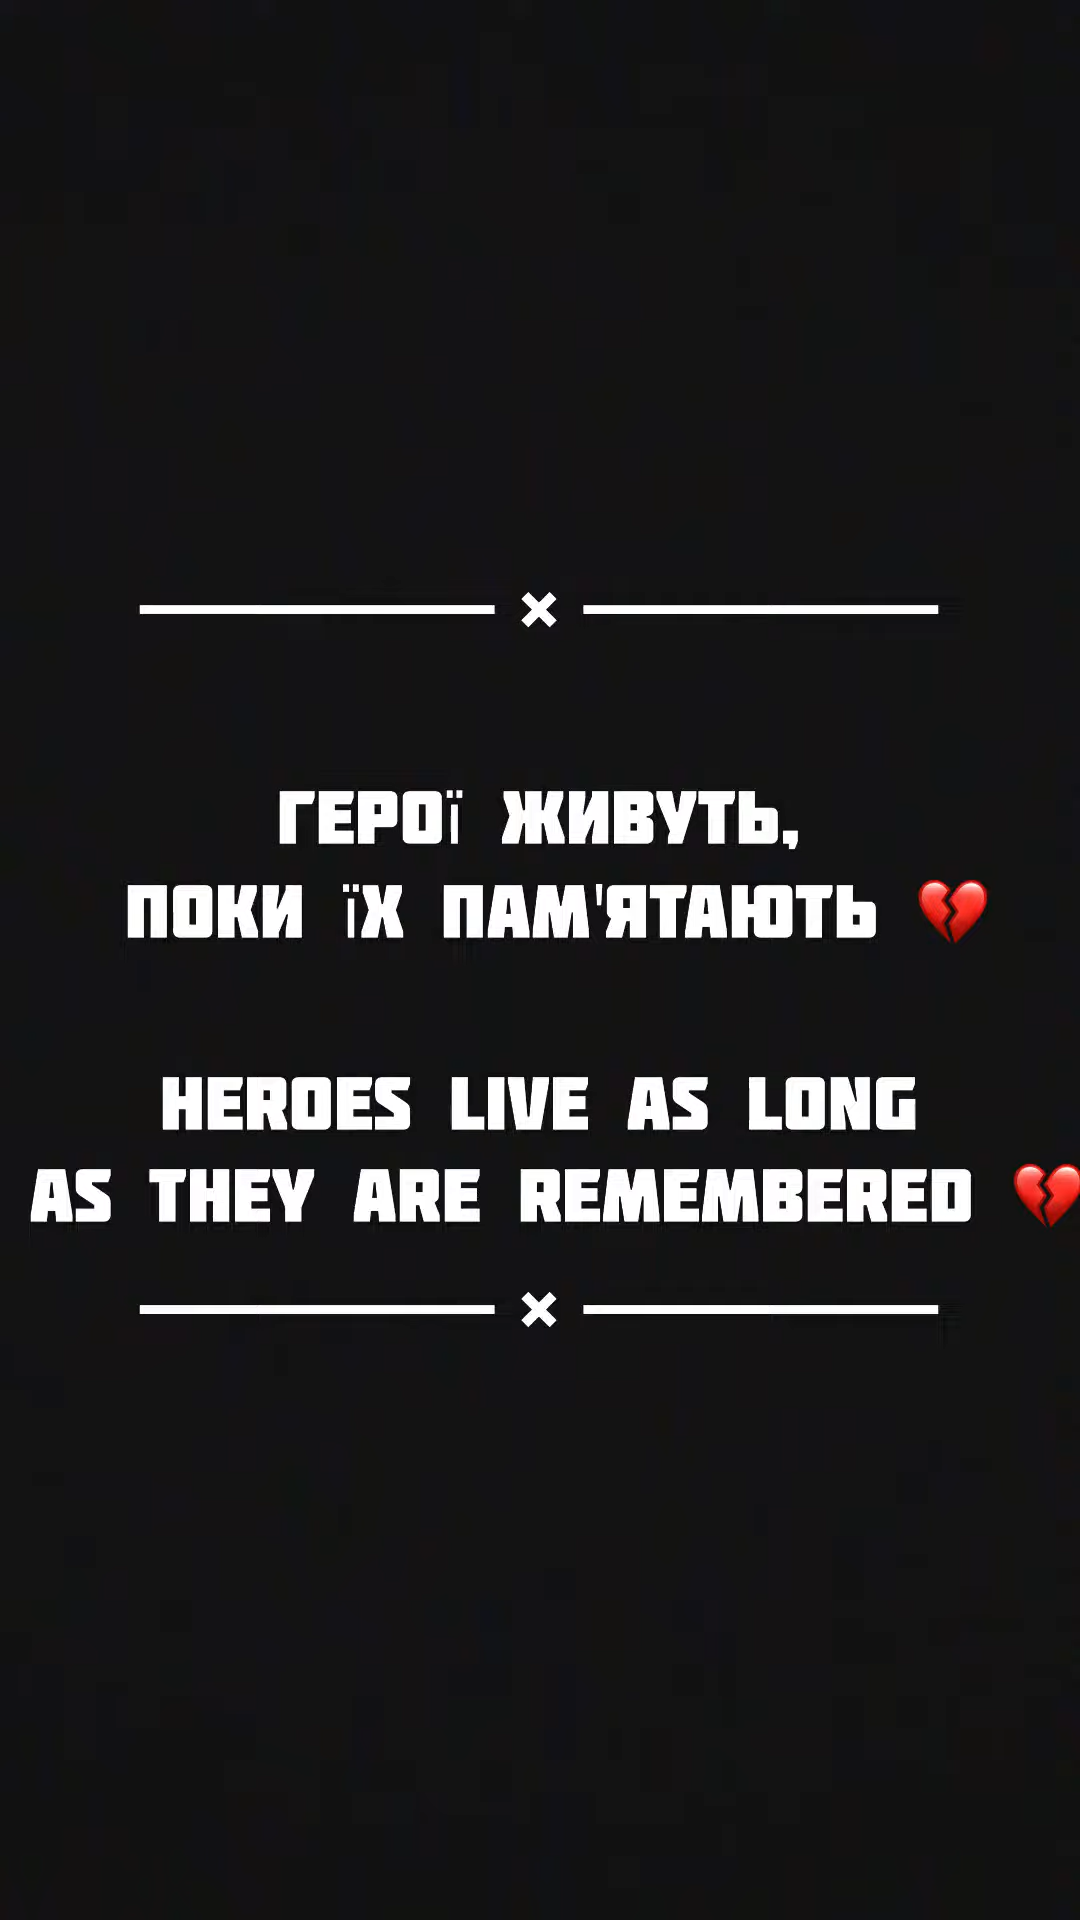 ГЕРОЇ ЖИВУТЬ,
ПОКИ ЇХ ПАМ'ЯТАЮТЬ 💔
HEROES LIVE AS LONG
AS THEY ARE REMEMBERED 💔